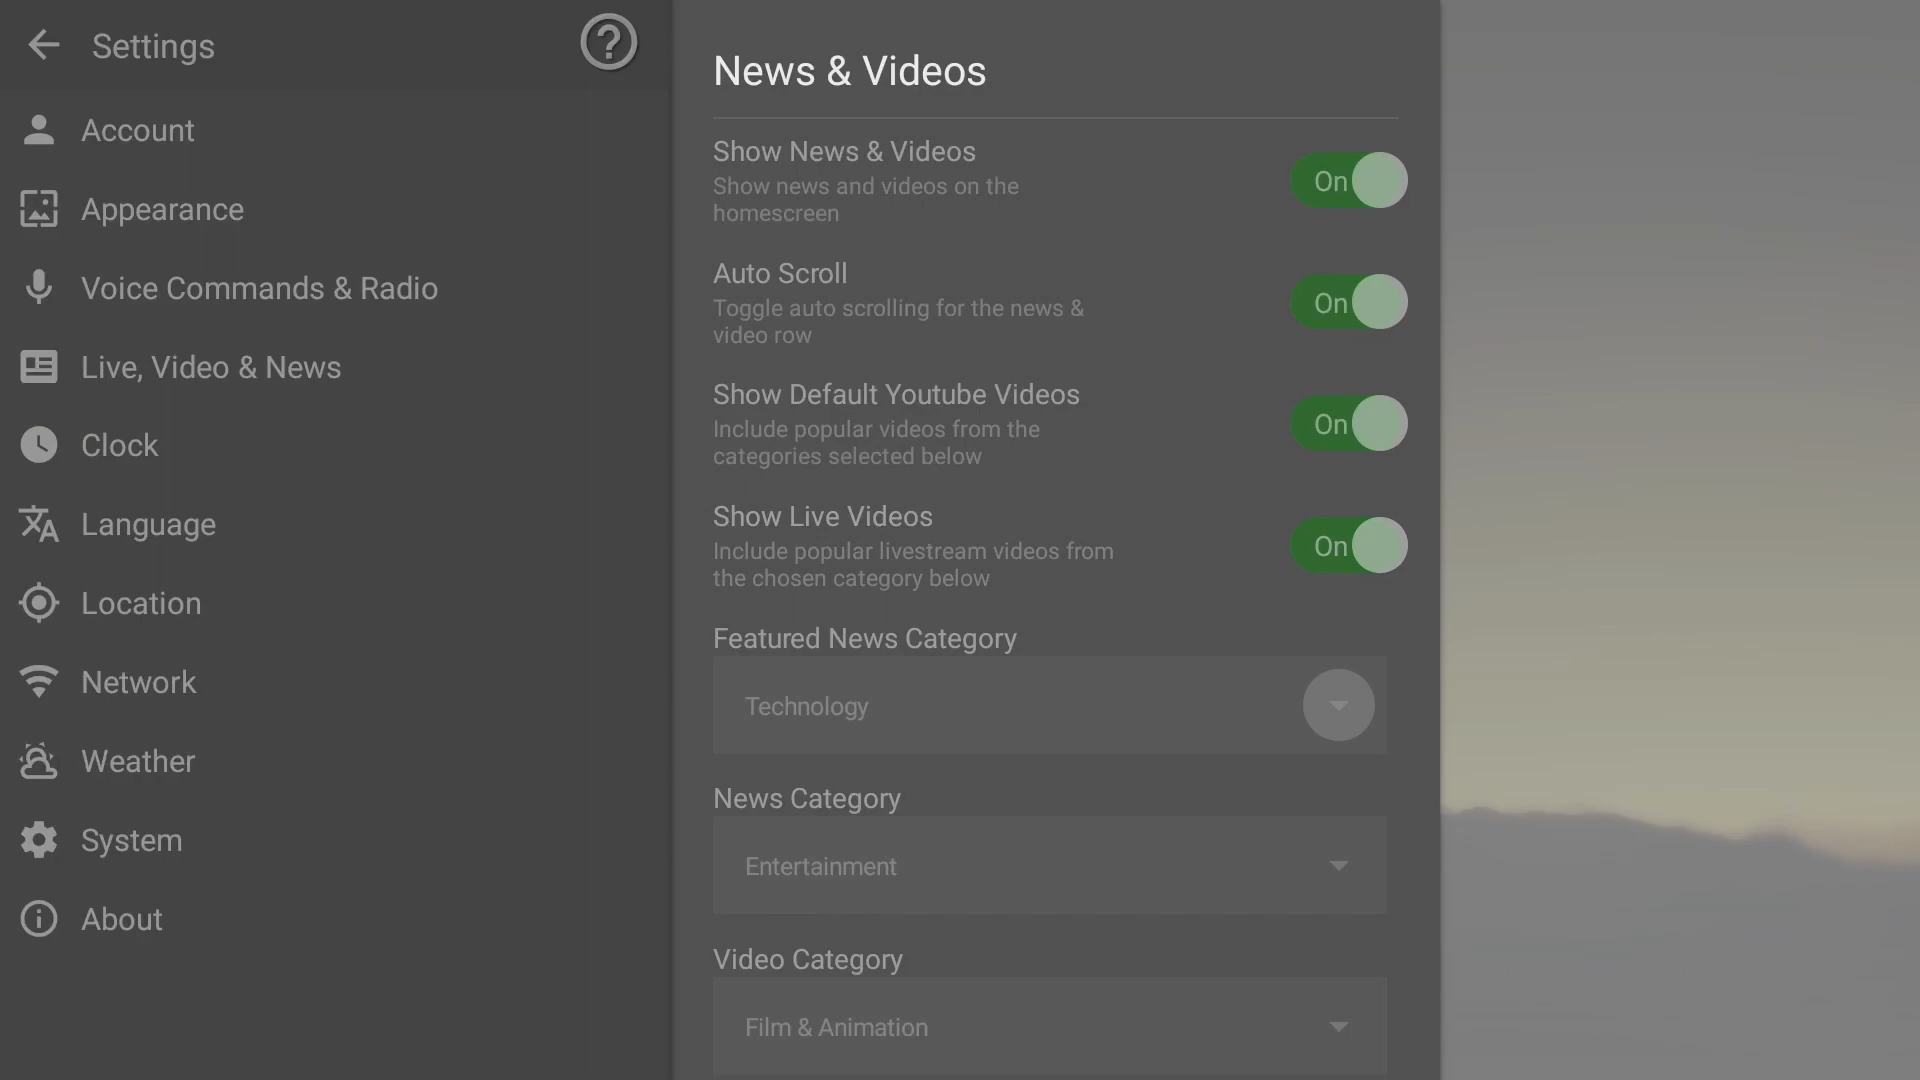 Settings
Account
Appearance
Voice Commands & Radio
Live, Video & News
Clock
Language
Location
Network
Weather
System
About
News & Videos
Show News & Videos
Show news and videos on the
homescreen
On
Auto Scroll
Toggle auto scrolling for the news &
video row
On
Show Default Youtube Videos
Include popular videos from the
categories selected below
On
Show Live Videos
Include popular livestream videos from
the chosen category below
On
Featured News Category
Technology
News Category
Entertainment
Video Category
Film & Animation